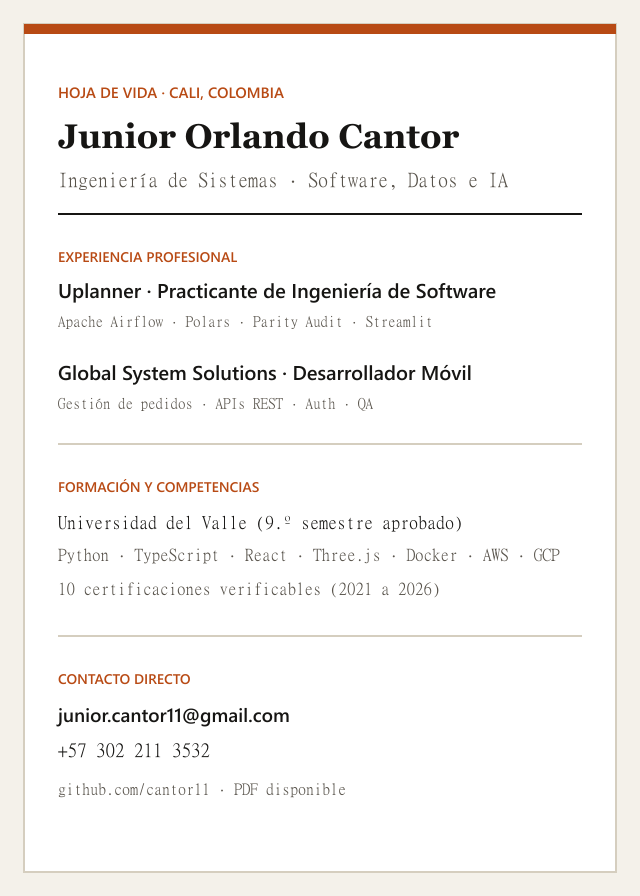 HOJA DE VIDA · CALI, COLOMBIA
Junior Orlando Cantor
Ingeniería de Sistemas · Software, Datos e IA
EXPERIENCIA PROFESIONAL
Uplanner · Practicante de Ingeniería de Software
Apache Airflow · Polars · Parity Audit · Streamlit
Global System Solutions · Desarrollador Móvil
Gestión de pedidos · APIs REST · Auth · QA
FORMACIÓN Y COMPETENCIAS
Universidad del Valle (9.º semestre aprobado)
Python · TypeScript · React · Three.js · Docker · AWS · GCP
10 certificaciones verificables (2021 a 2026)
CONTACTO DIRECTO
junior.cantor11@gmail.com
+57 302 211 3532
github.com/cantor11 · PDF disponible